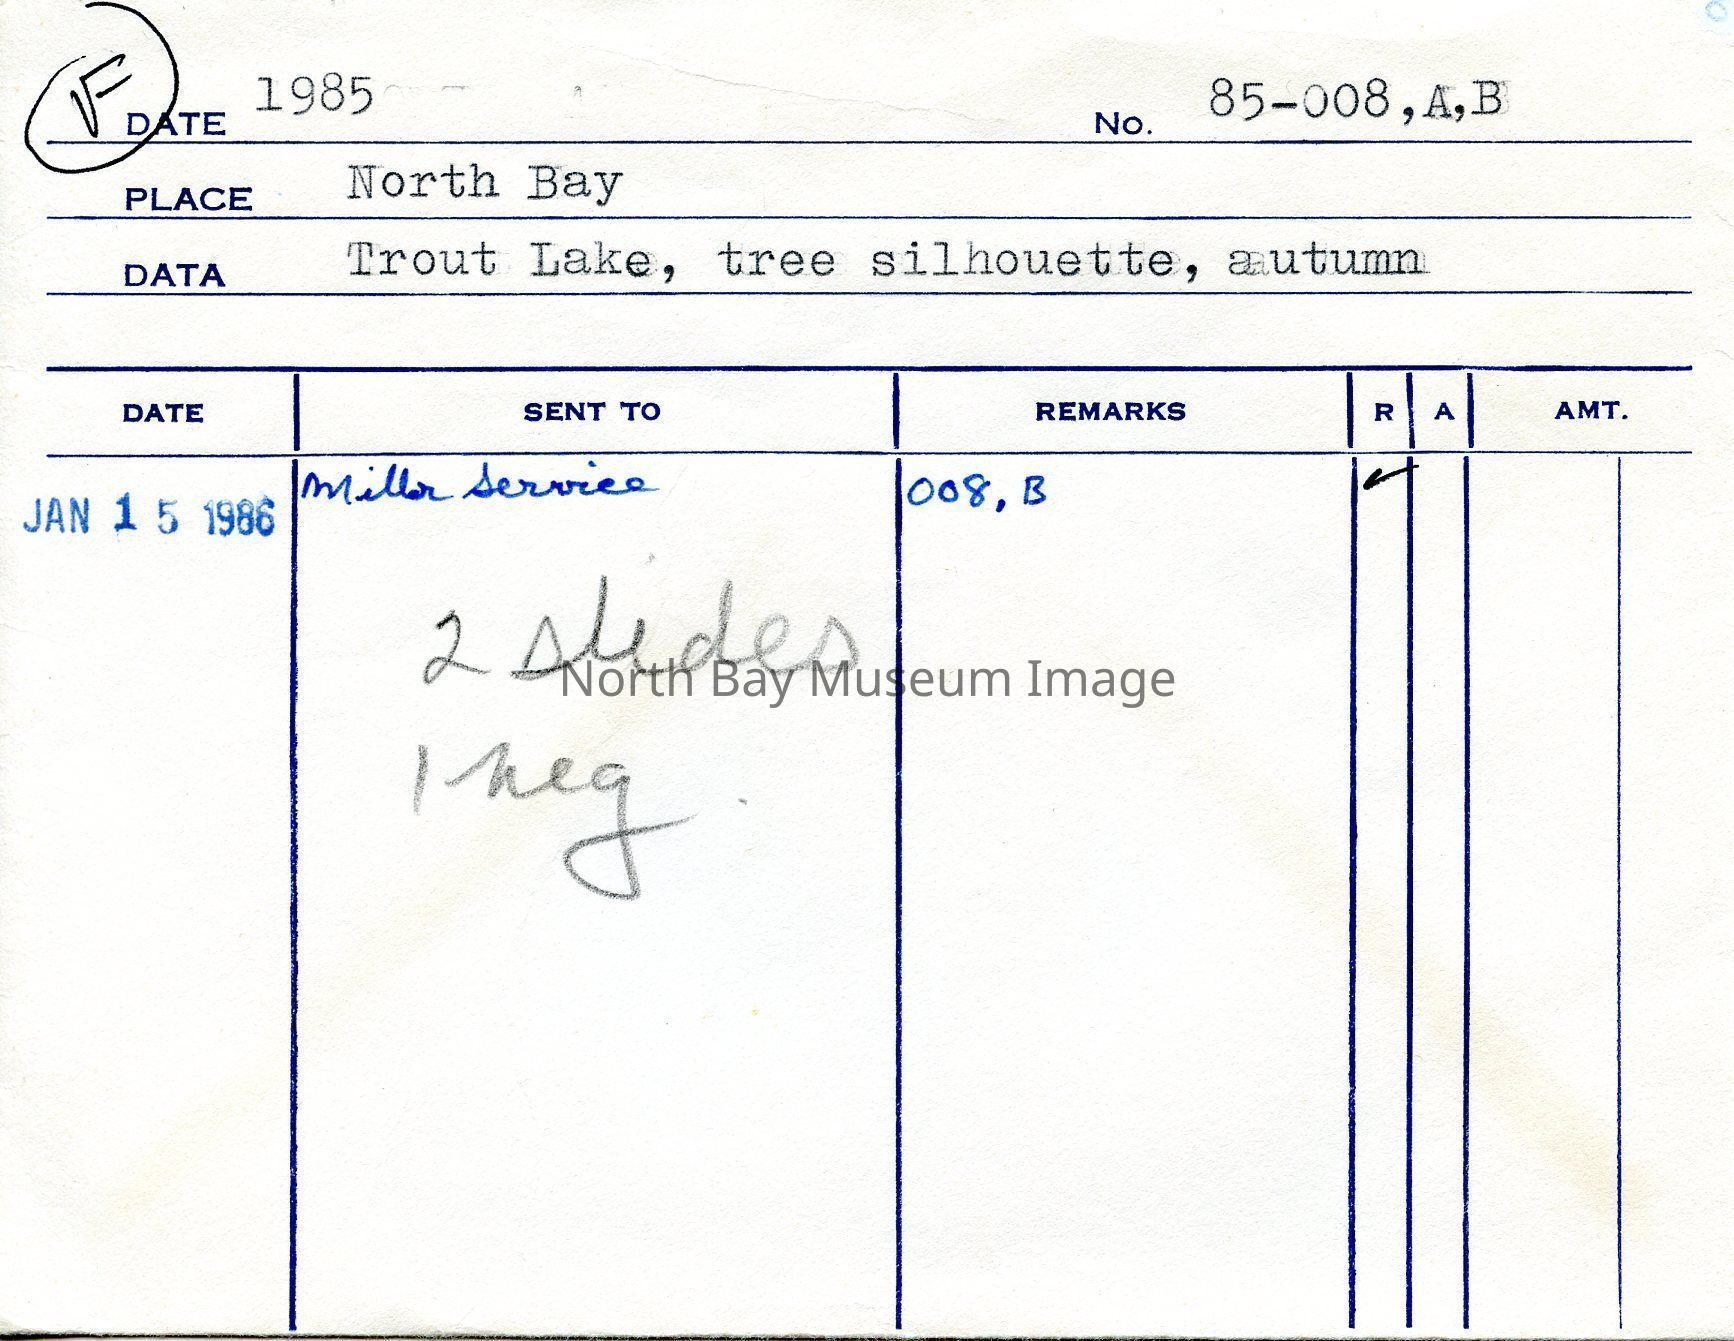 F
DATE 1985 No. 85-008,A,B
PLACE North Bay
DATA Trout Lake, tree silhouette, autumn
DATE SENT TO REMARKS R A AMT.
JAN 15 1986 Miller Service 008, B ✓
2 slides
North Bay Museum Image
1 neg